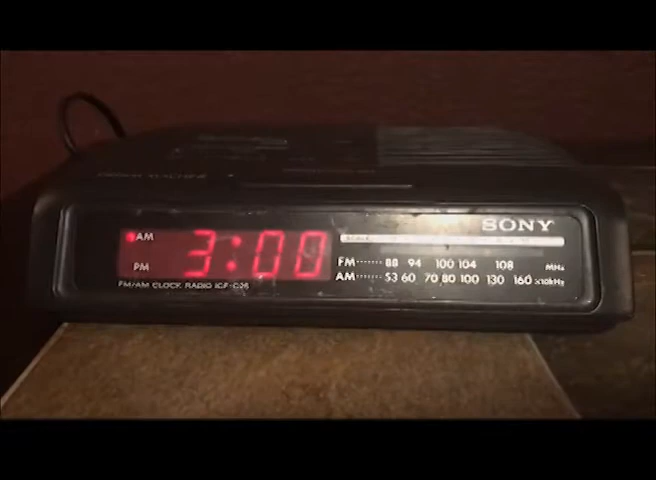 SONY
AM
3:00
PM
FM/AM CLOCK RADIO ICF-C25
FM 88 94 100 104 108 MHz
AM 53 60 70 80 100 130 160 x10kHz